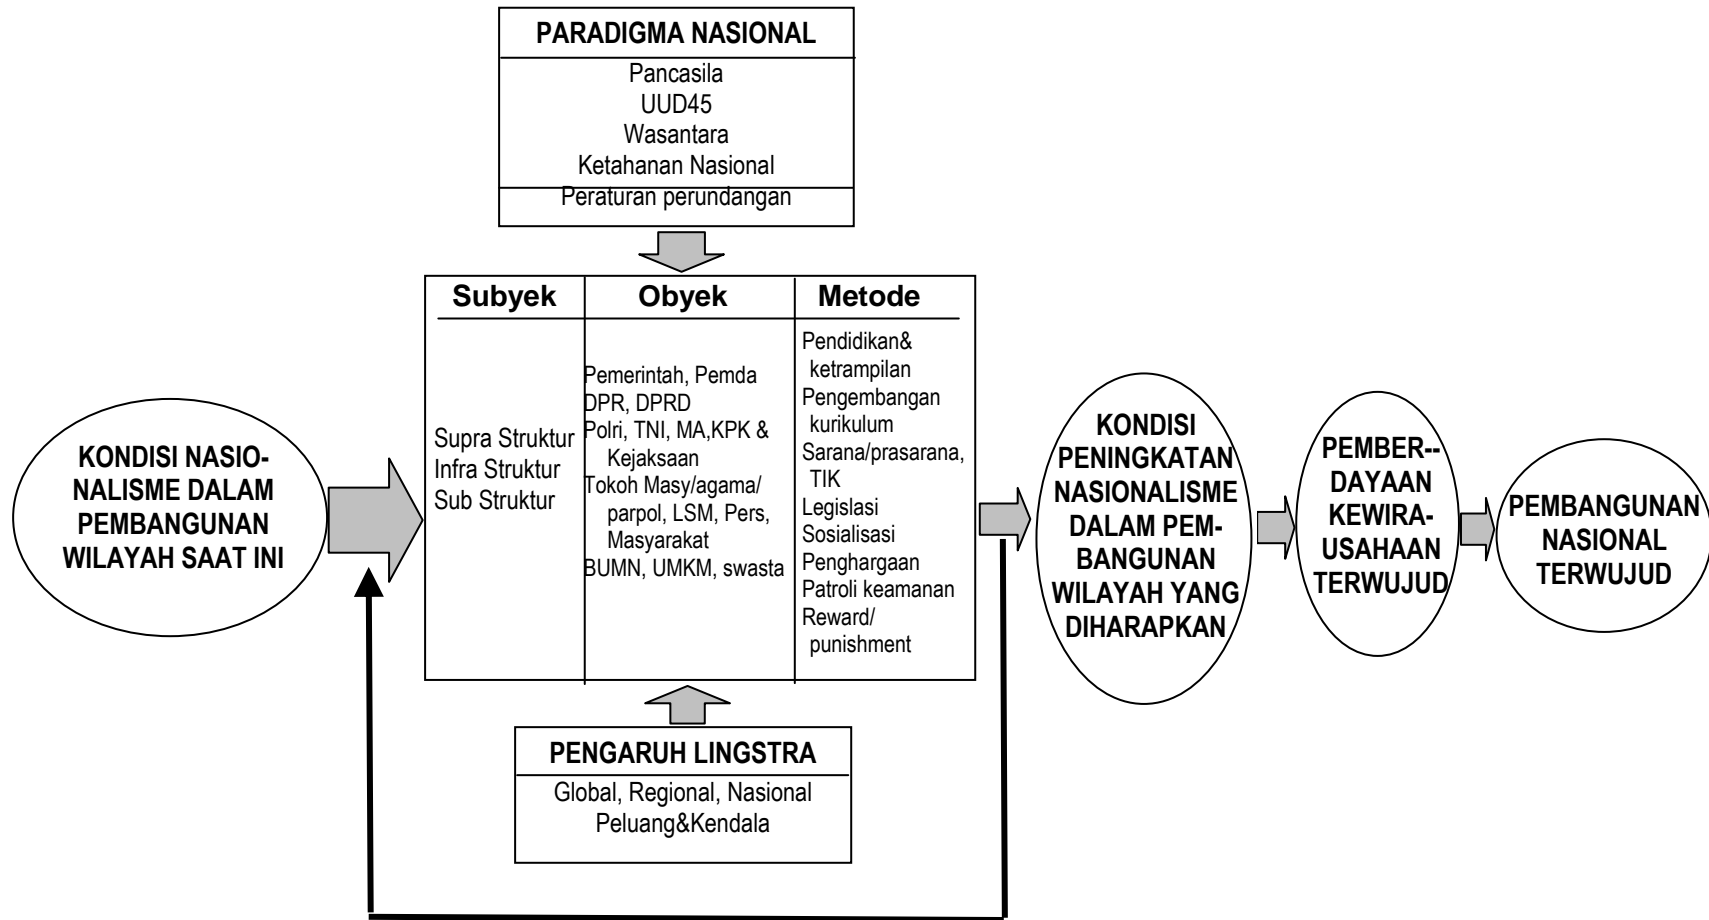 PARADIGMA NASIONAL
Pancasila
UUD45
Wasantara
Ketahanan Nasional
Peraturan perundangan
KONDISI NASIO-
NALISME DALAM
PEMBANGUNAN
WILAYAH SAAT INI
Subyek
Supra Struktur
Infra Struktur
Sub Struktur
Obyek
Pemerintah, Pemda
DPR, DPRD
Polri, TNI, MA,KPK &
Kejaksaan
Tokoh Masy/agama/
parpol, LSM, Pers,
Masyarakat
BUMN, UMKM, swasta
Metode
Pendidikan&
ketrampilan
Pengembangan
kurikulum
Sarana/prasarana,
TIK
Legislasi
Sosialisasi
Penghargaan
Patroli keamanan
Reward/
punishment
PENGARUH LINGSTRA
Global, Regional, Nasional
Peluang&Kendala
KONDISI
PENINGKATAN
NASIONALISME
DALAM PEM-
BANGUNAN
WILAYAH YANG
DIHARAPKAN
PEMBER--
DAYAAN
KEWIRA-
USAHAAN
TERWUJUD
PEMBANGUNAN
NASIONAL
TERWUJUD